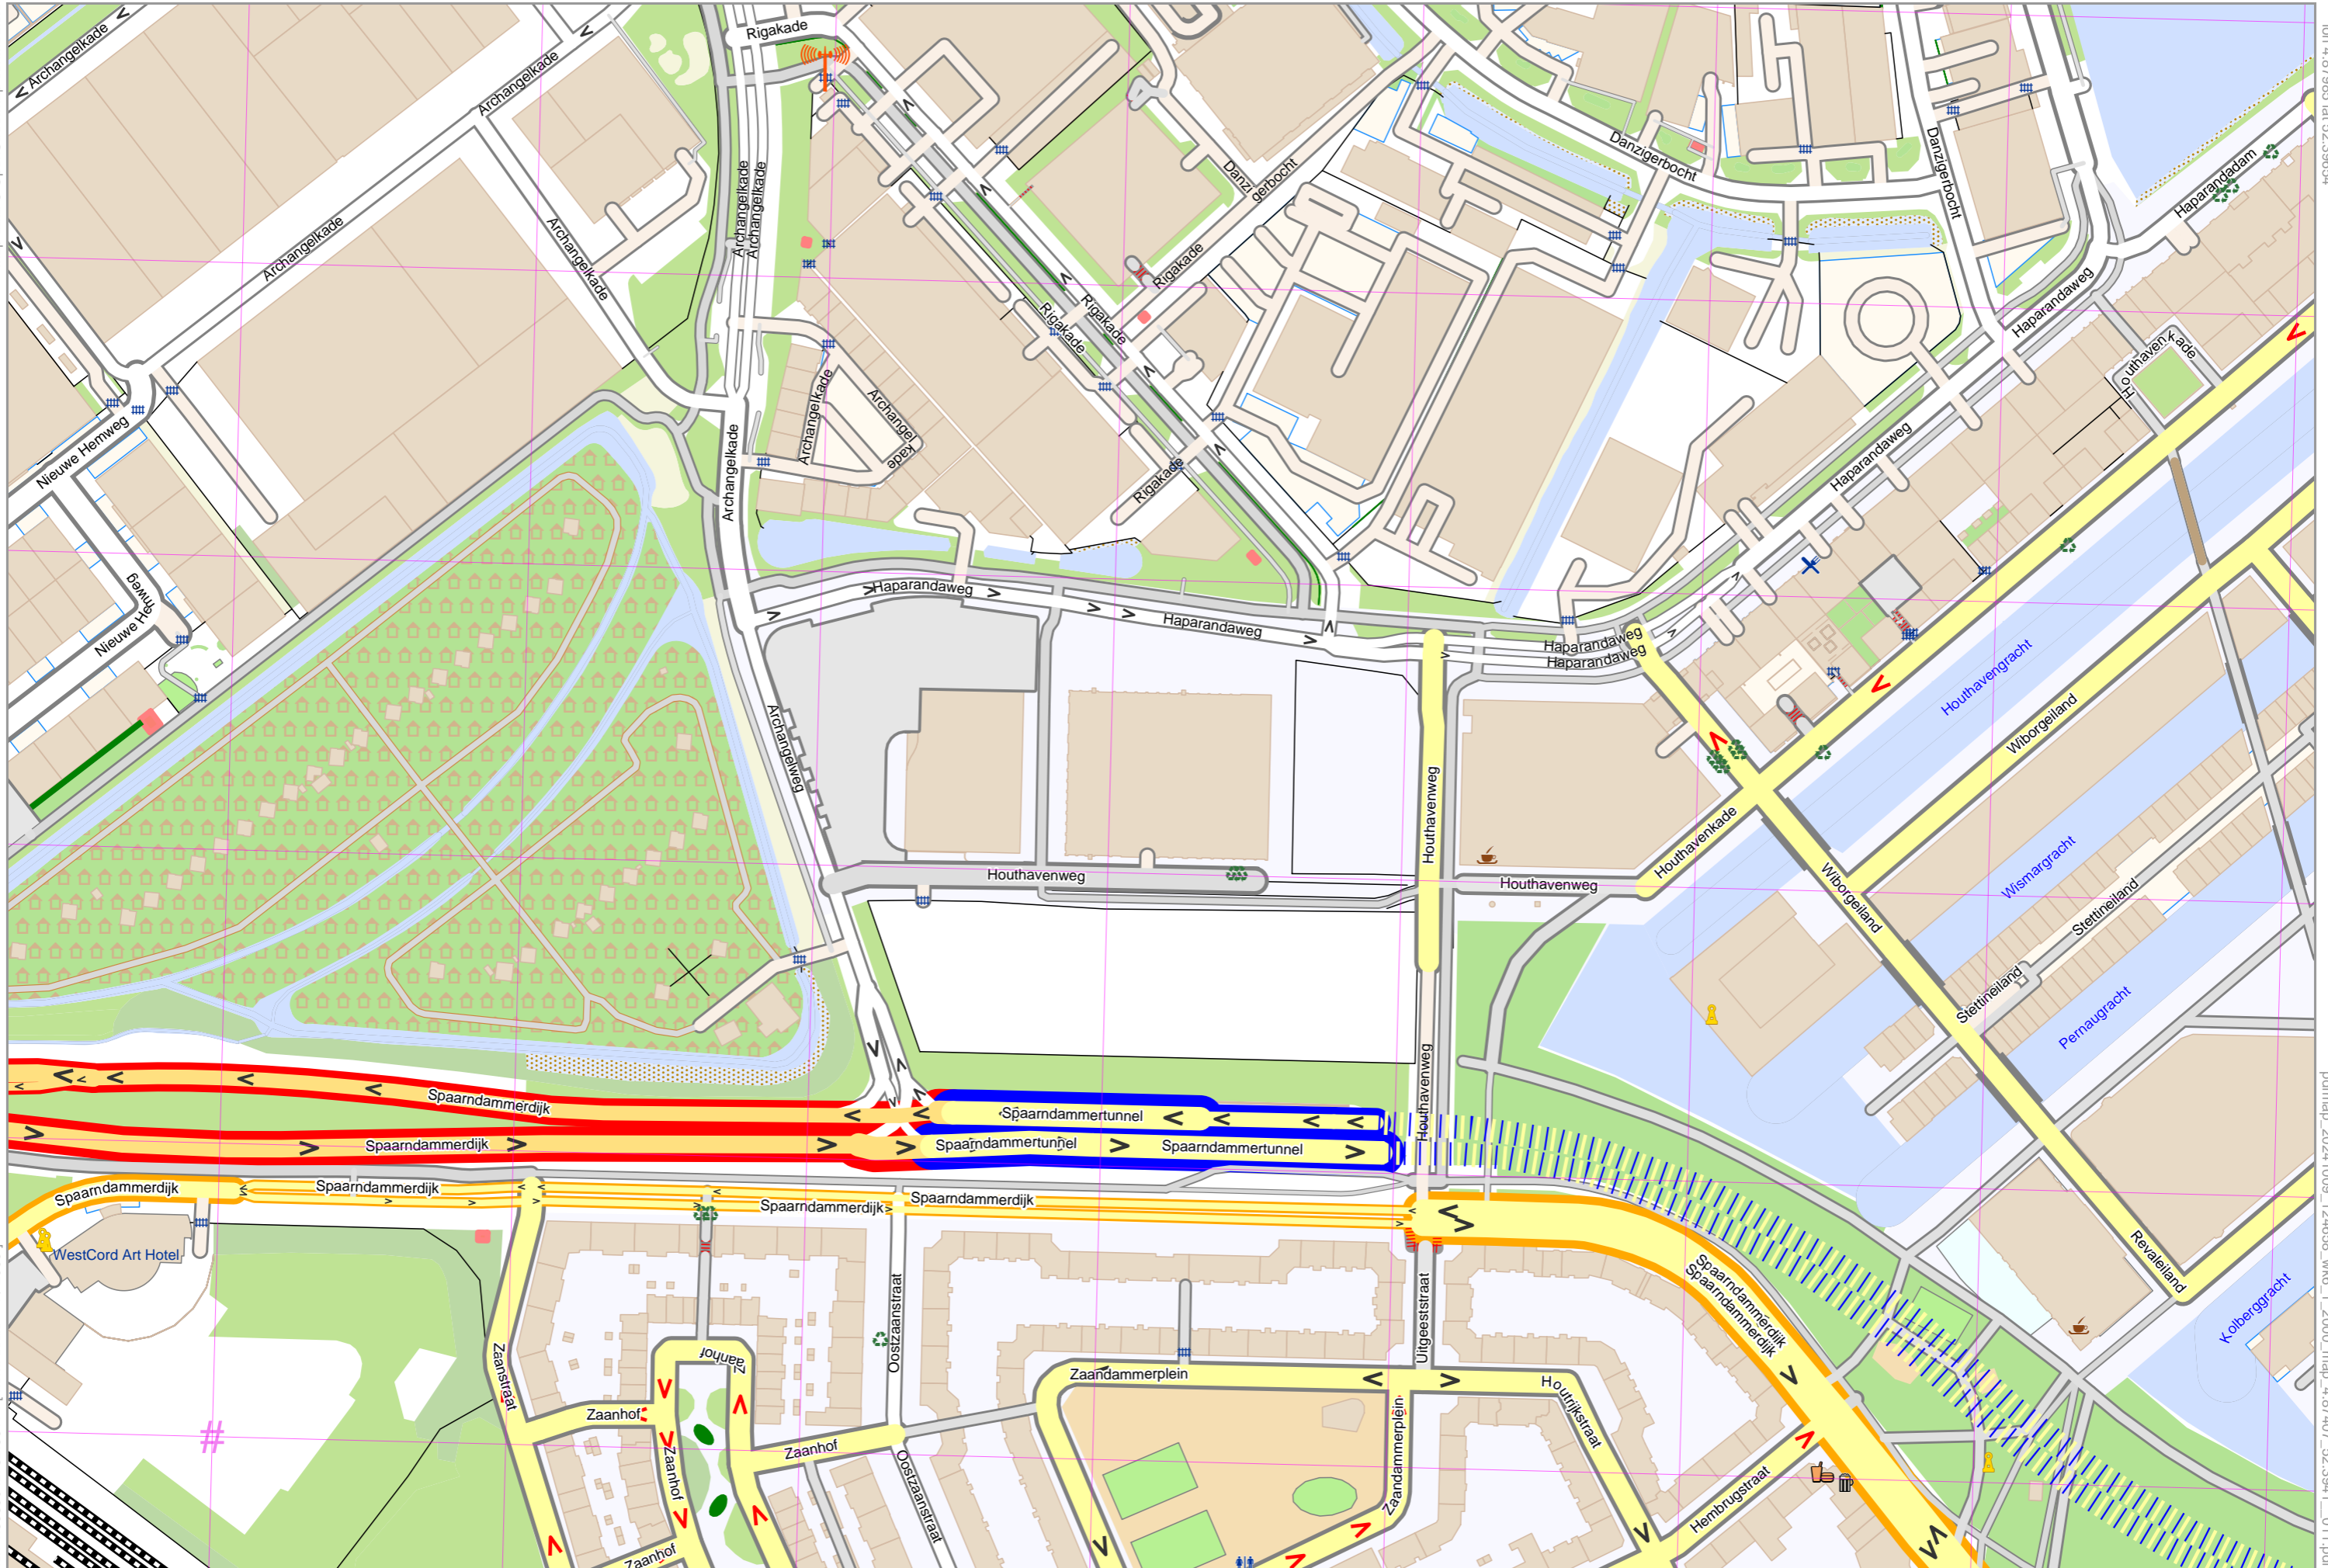 Archangelkade
Archangelkade
Rigakade
Archangelkade
Archangelkade
Archangelkade
Archangelkade
Danzigerbocht
Danzigerbocht
Danzigerbocht
Haparandadam
Rigakade
Rigakade
Rigakade
Haparandaweg
Houthavenkade
Archangelkade
Archangelkade
Archangelkade
Nieuwe Hemweg
Rigakade
Haparandaweg
Nieuwe Hemweg
Haparandaweg
Haparandaweg
Haparandaweg
Haparandaweg
Houthavengracht
Wiborgeiland
Archangelweg
Houthavenweg
Houthavenkade
Houthavenweg
Houthavenweg
Wiborgeiland
Wismargracht
Stettineiland
Stettineiland
Pernaugracht
Houthavenweg
Spaarndammerdijk
Spaarndammertunnel
Spaarndammerdijk
Spaarndammertunnel
Spaarndammertunnel
Spaarndammerdijk
Spaarndammerdijk
Spaarndammerdijk
Spaarndammerdijk
WestCord Art Hotel
Spaarndammerdijk
Spaarndammerdijk
Revaleiland
Kolberggracht
Oostzaanstraat
Uitgeeststraat
Zaanstraat
Zaanhof
Zaandammerplein
Houtrijkstraat
Zaanhof
Zaanhof
Zaanhof
Oostzaanstraat
Zaandammerplein
Hembrugstraat
Zaanhof
#